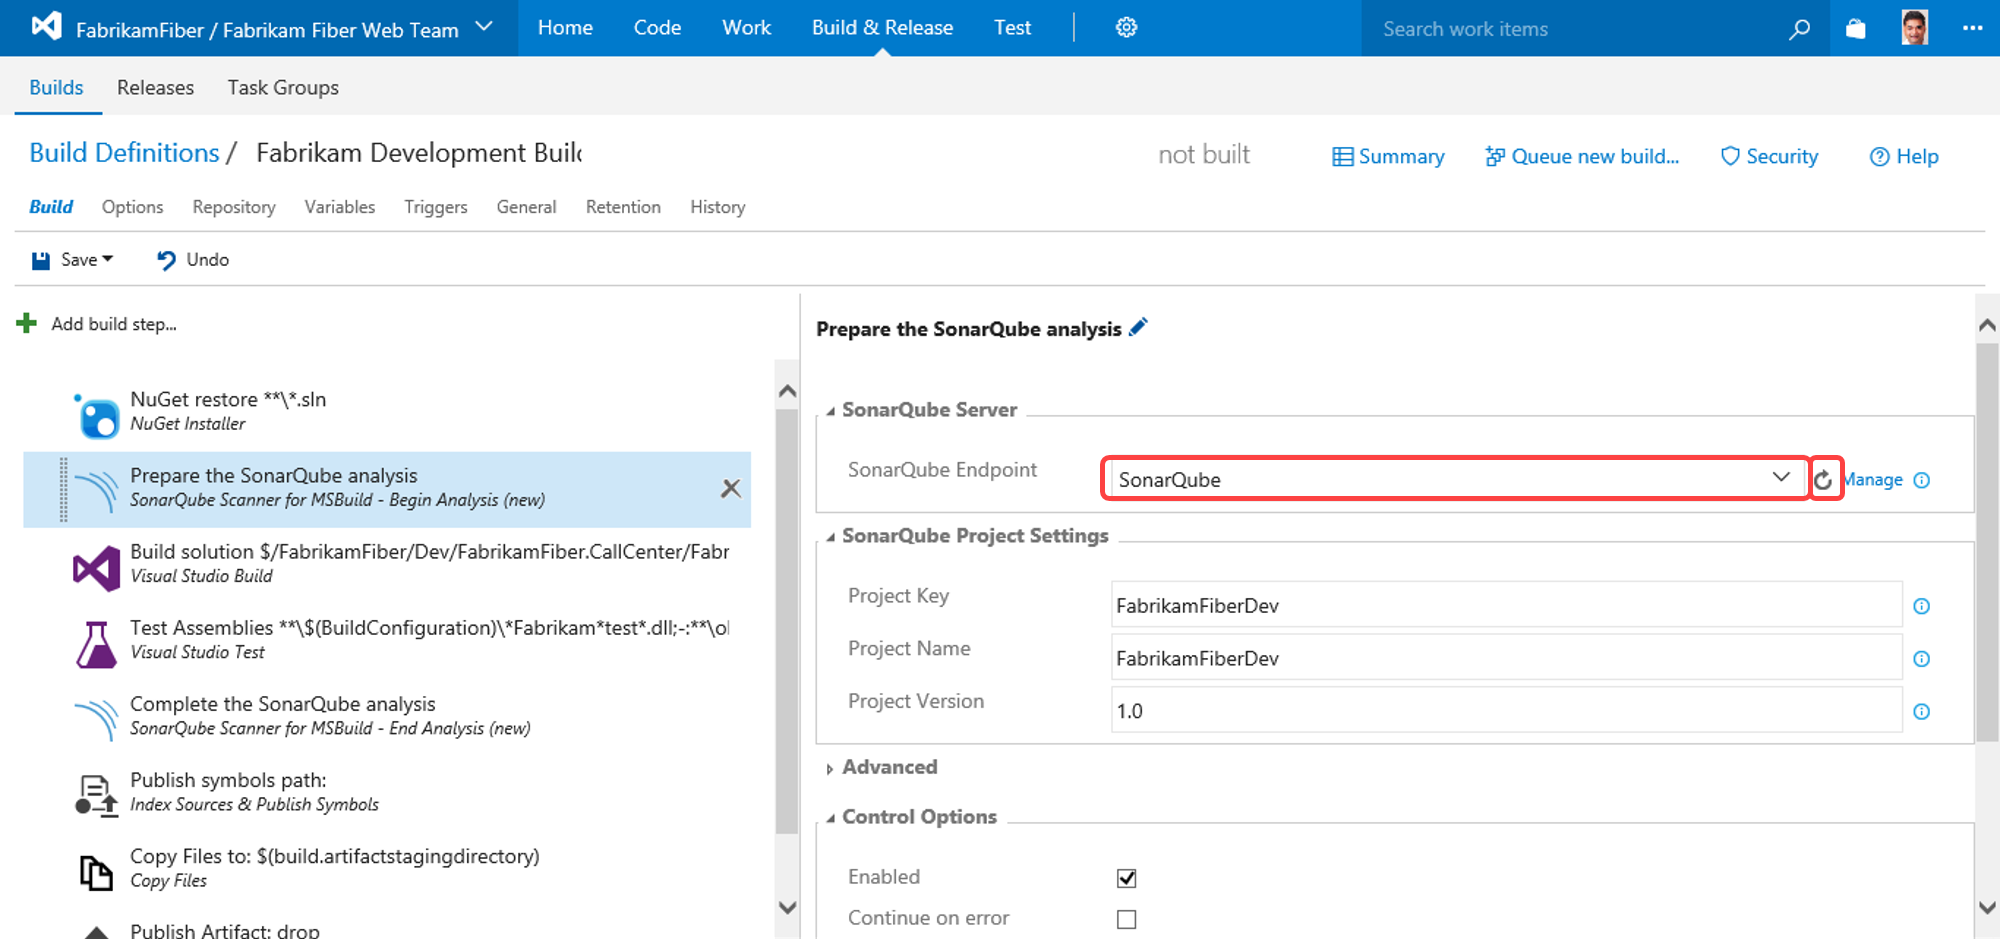 FabrikamFiber / Fabrikam Fiber Web Team
Home
Code
Work
Build & Release
Test
Search work items
Builds
Releases
Task Groups
Build Definitions /
Fabrikam Development Build
not built
Summary
Queue new build...
Security
Help
Build
Options
Repository
Variables
Triggers
General
Retention
History
Save
Undo
Add build step...
NuGet restore **\*.sln
NuGet Installer
Prepare the SonarQube analysis
SonarQube Scanner for MSBuild - Begin Analysis (new)
Build solution $/FabrikamFiber/Dev/FabrikamFiber.CallCenter/Fabr
Visual Studio Build
Test Assemblies **\$(BuildConfiguration)\*Fabrikam*test*.dll;-:**\ol
Visual Studio Test
Complete the SonarQube analysis
SonarQube Scanner for MSBuild - End Analysis (new)
Publish symbols path:
Index Sources & Publish Symbols
Copy Files to: $(build.artifactstagingdirectory)
Copy Files
Publish Artifact: drop
Prepare the SonarQube analysis
SonarQube Server
SonarQube Endpoint
SonarQube
Manage
SonarQube Project Settings
Project Key
FabrikamFiberDev
Project Name
FabrikamFiberDev
Project Version
1.0
Advanced
Control Options
Enabled
Continue on error